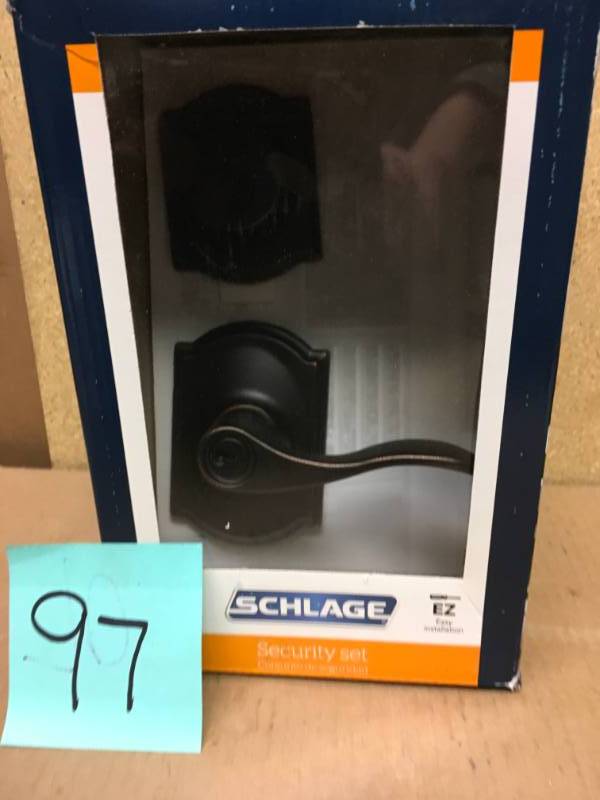 SCHLAGE
EZ
Easy
installation
Security set
Conjunto de seguridad
97